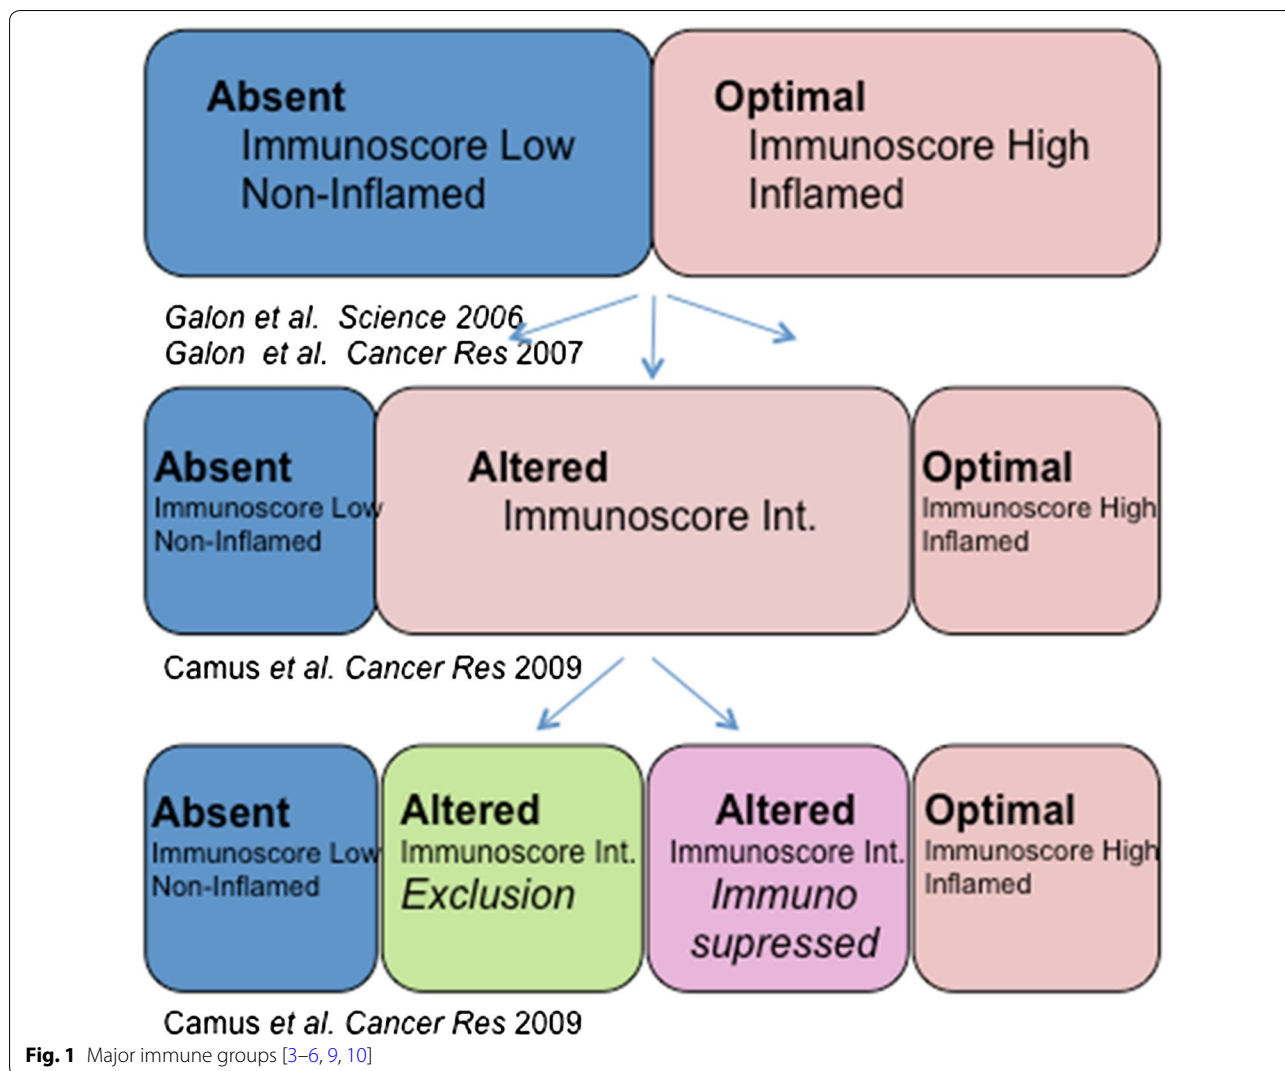 Absent
Immunoscore Low
Non-Inflamed
Optimal
Immunoscore High
Inflamed
Galon et al. Science 2006
Galon et al. Cancer Res 2007
Absent
Immunoscore Low
Non-Inflamed
Altered
Immunoscore Int.
Optimal
Immunoscore High
Inflamed
Camus et al. Cancer Res 2009
Absent
Immunoscore Low
Non-Inflamed
Altered
Immunoscore Int.
Exclusion
Altered
Immunoscore Int.
Immuno
supressed
Optimal
Immunoscore High
Inflamed
Camus et al. Cancer Res 2009
Fig. 1 Major immune groups [3–6, 9, 10]